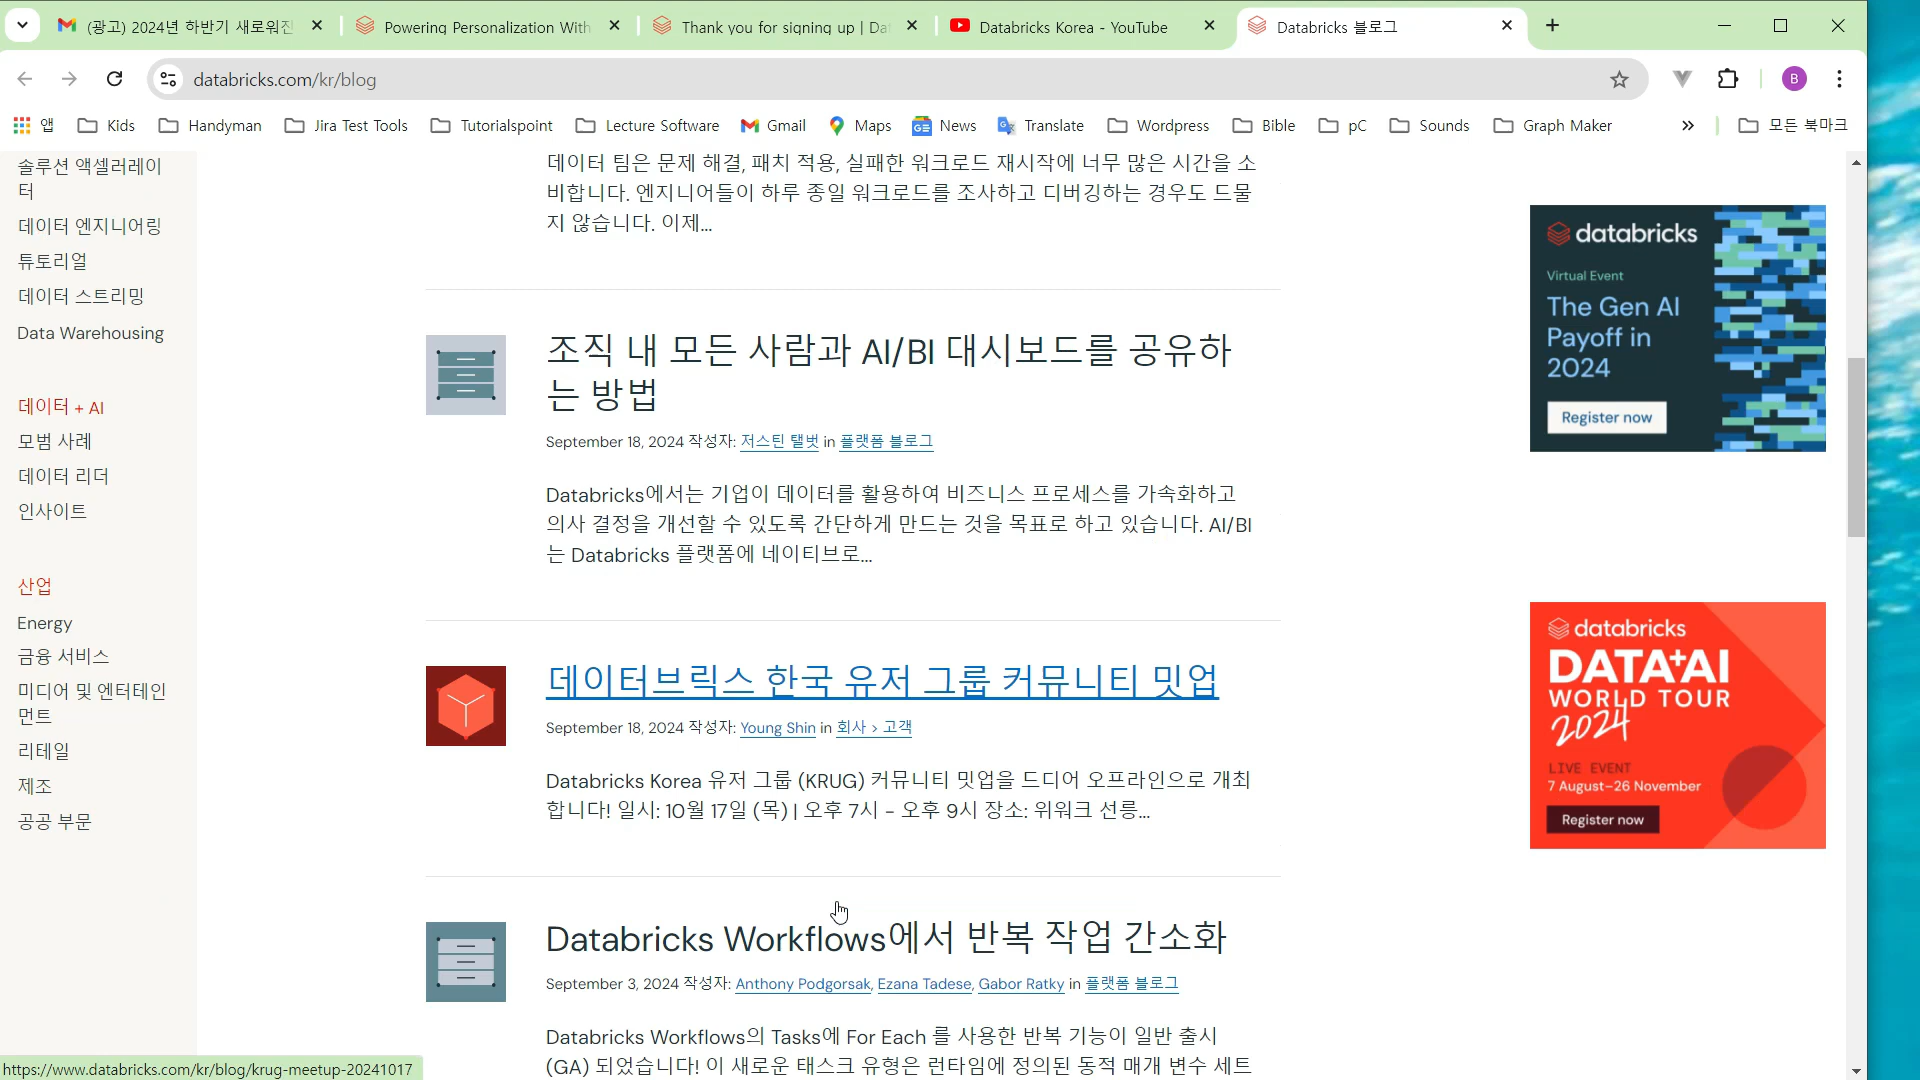 (광고) 2024년 하반기 새로워진
Powering Personalization With
Thank you for signing up | Dat
Databricks Korea - YouTube
Databricks 블로그
databricks.com/kr/blog
B
앱
Kids
Handyman
Jira Test Tools
Tutorialspoint
Lecture Software
Gmail
Maps
News
Translate
Wordpress
Bible
pC
Sounds
Graph Maker
»
모든 북마크
솔루션 액셀러레이
터
데이터 엔지니어링
튜토리얼
데이터 스트리밍
Data Warehousing
데이터 + AI
모범 사례
데이터 리더
인사이트
산업
Energy
금융 서비스
미디어 및 엔터테인
먼트
리테일
제조
공공 부문
데이터 팀은 문제 해결, 패치 적용, 실패한 워크로드 재시작에 너무 많은 시간을 소
비합니다. 엔지니어들이 하루 종일 워크로드를 조사하고 디버깅하는 경우도 드물
지 않습니다. 이제...
조직 내 모든 사람과 AI/BI 대시보드를 공유하
는 방법
September 18, 2024 작성자: 저스틴 탤벗 in 플랫폼 블로그
Databricks에서는 기업이 데이터를 활용하여 비즈니스 프로세스를 가속화하고
의사 결정을 개선할 수 있도록 간단하게 만드는 것을 목표로 하고 있습니다. AI/BI
는 Databricks 플랫폼에 네이티브로...
데이터브릭스 한국 유저 그룹 커뮤니티 밋업
September 18, 2024 작성자: Young Shin in 회사 > 고객
Databricks Korea 유저 그룹 (KRUG) 커뮤니티 밋업을 드디어 오프라인으로 개최
합니다! 일시: 10월 17일 (목) | 오후 7시 - 오후 9시 장소: 위워크 선릉...
Databricks Workflows에서 반복 작업 간소화
September 3, 2024 작성자: Anthony Podgorsak, Ezana Tadese, Gabor Ratky in 플랫폼 블로그
Databricks Workflows의 Tasks에 For Each 를 사용한 반복 기능이 일반 출시
(GA) 되었습니다! 이 새로운 태스크 유형은 런타임에 정의된 동적 매개 변수 세트
databricks
Virtual Event
The Gen AI
Payoff in
2024
Register now
databricks
DATA+AI
WORLD TOUR
2024
LIVE EVENT
7 August–26 November
Register now
https://www.databricks.com/kr/blog/krug-meetup-20241017